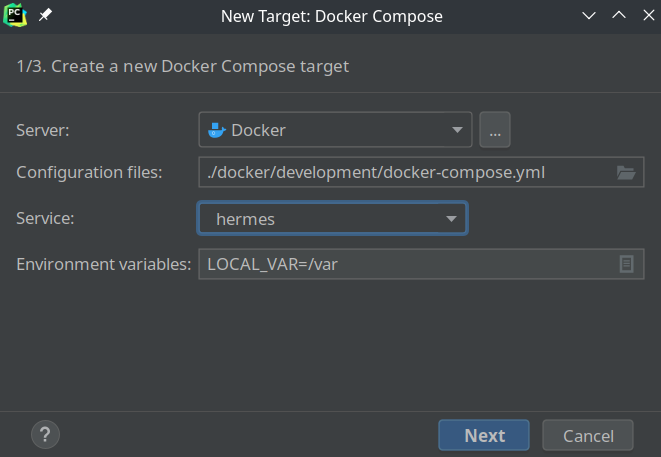 PC
New Target: Docker Compose
1/3. Create a new Docker Compose target
Server: Docker ...
Configuration files: ./docker/development/docker-compose.yml
Service: hermes
Environment variables: LOCAL_VAR=/var
? Next Cancel